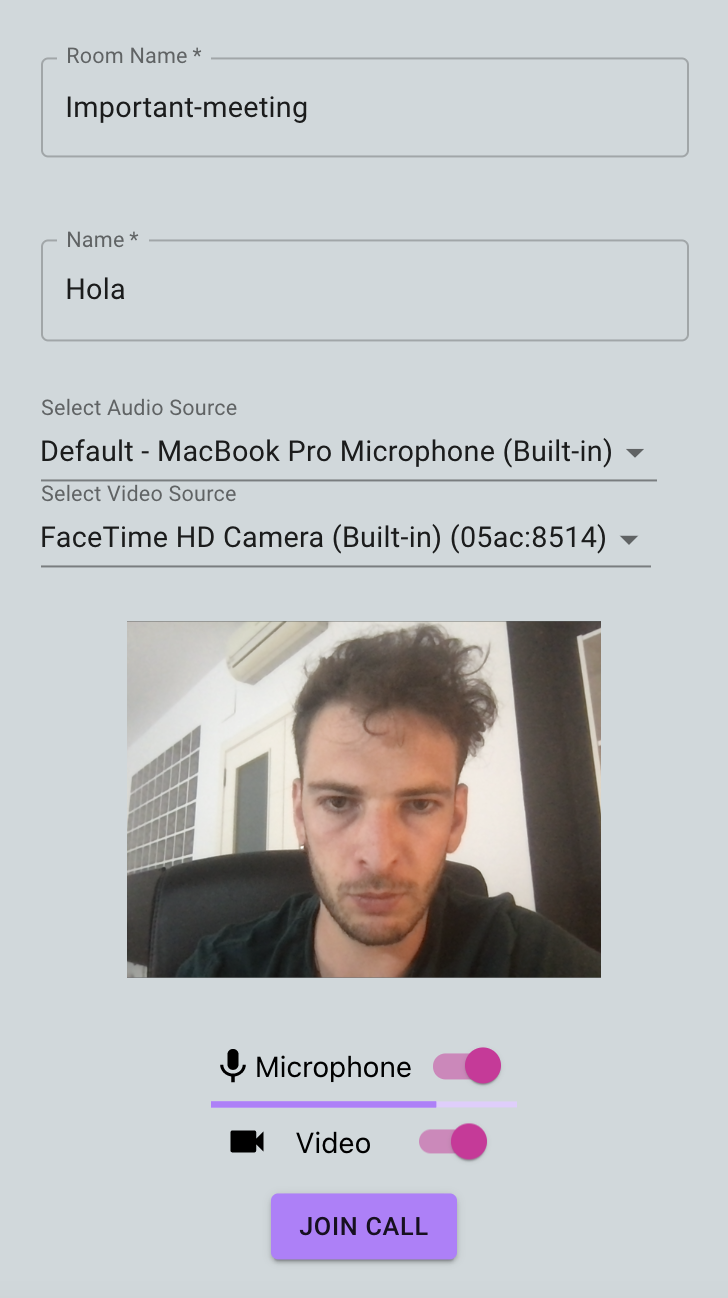 Room Name *
Important-meeting
Name *
Hola
Select Audio Source
Default - MacBook Pro Microphone (Built-in)
Select Video Source
FaceTime HD Camera (Built-in) (05ac:8514)
Microphone
Video
JOIN CALL